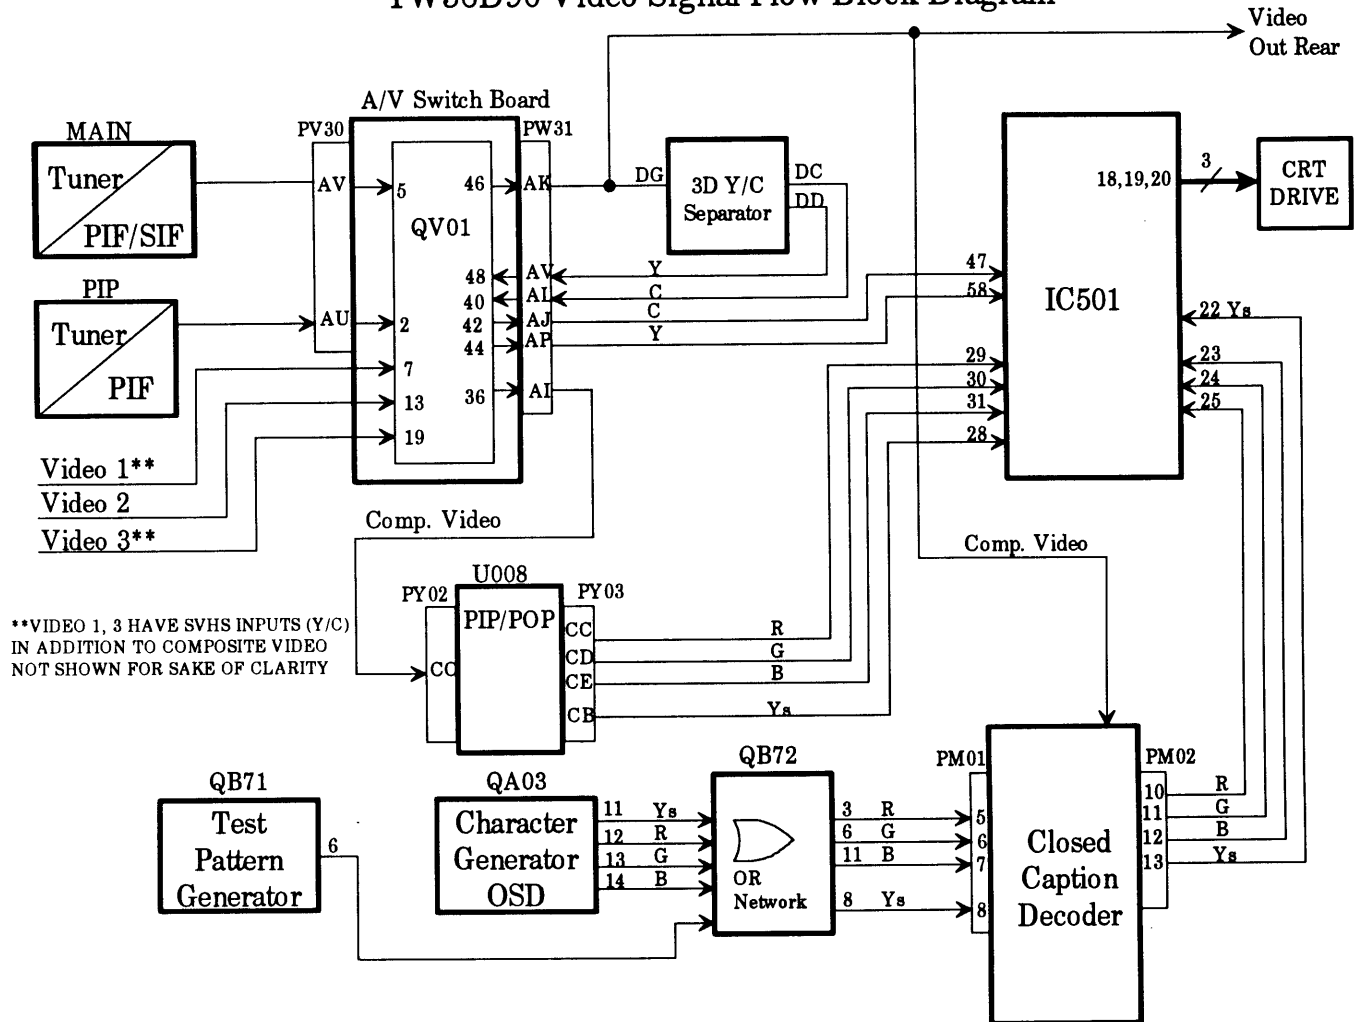 TW56D90 Video Signal Flow Block Diagram
Video
Out Rear
A/V Switch Board
MAIN
PV30
PW31
Tuner
PIF/SIF
AV
5
46
AK
QV01
DG
3D Y/C
Separator
DC
DD
3
18,19,20
CRT
DRIVE
PIP
Tuner
PIF
AU
2
48
AV
Y
40
AL
C
42
AJ
C
44
AP
Y
36
AI
7
13
19
47
58
IC501
22 Ys
29
30
31
28
23
24
25
Video 1**
Video 2
Video 3**
Comp. Video
Comp. Video
U008
PY02
PY03
PIP/POP
CC
CC
R
CD
G
CE
B
CB
Ys
**VIDEO 1, 3 HAVE SVHS INPUTS (Y/C)
IN ADDITION TO COMPOSITE VIDEO
NOT SHOWN FOR SAKE OF CLARITY
QB71
Test
Pattern
Generator
6
QA03
Character
Generator
OSD
11 Ys
12 R
13 G
14 B
QB72
OR
Network
3 R
6 G
11 B
8 Ys
PM01
5
6
7
8
Closed
Caption
Decoder
PM02
10 R
11 G
12 B
13 Ys